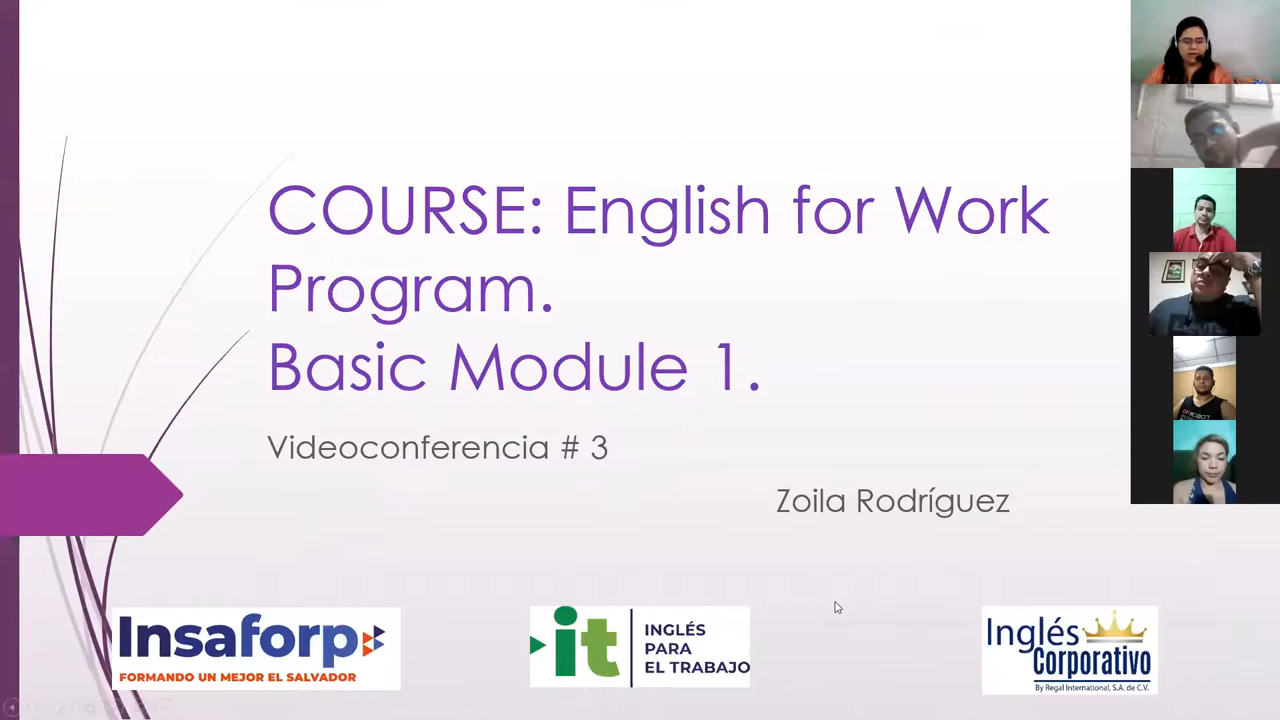 COURSE: English for Work
Program.
Basic Module 1.
Videoconferencia # 3
Zoila Rodríguez
Insaforp
FORMANDO UN MEJOR EL SALVADOR
it
INGLÉS
PARA
EL TRABAJO
Inglés
Corporativo
By Regal International, S.A. de C.V.